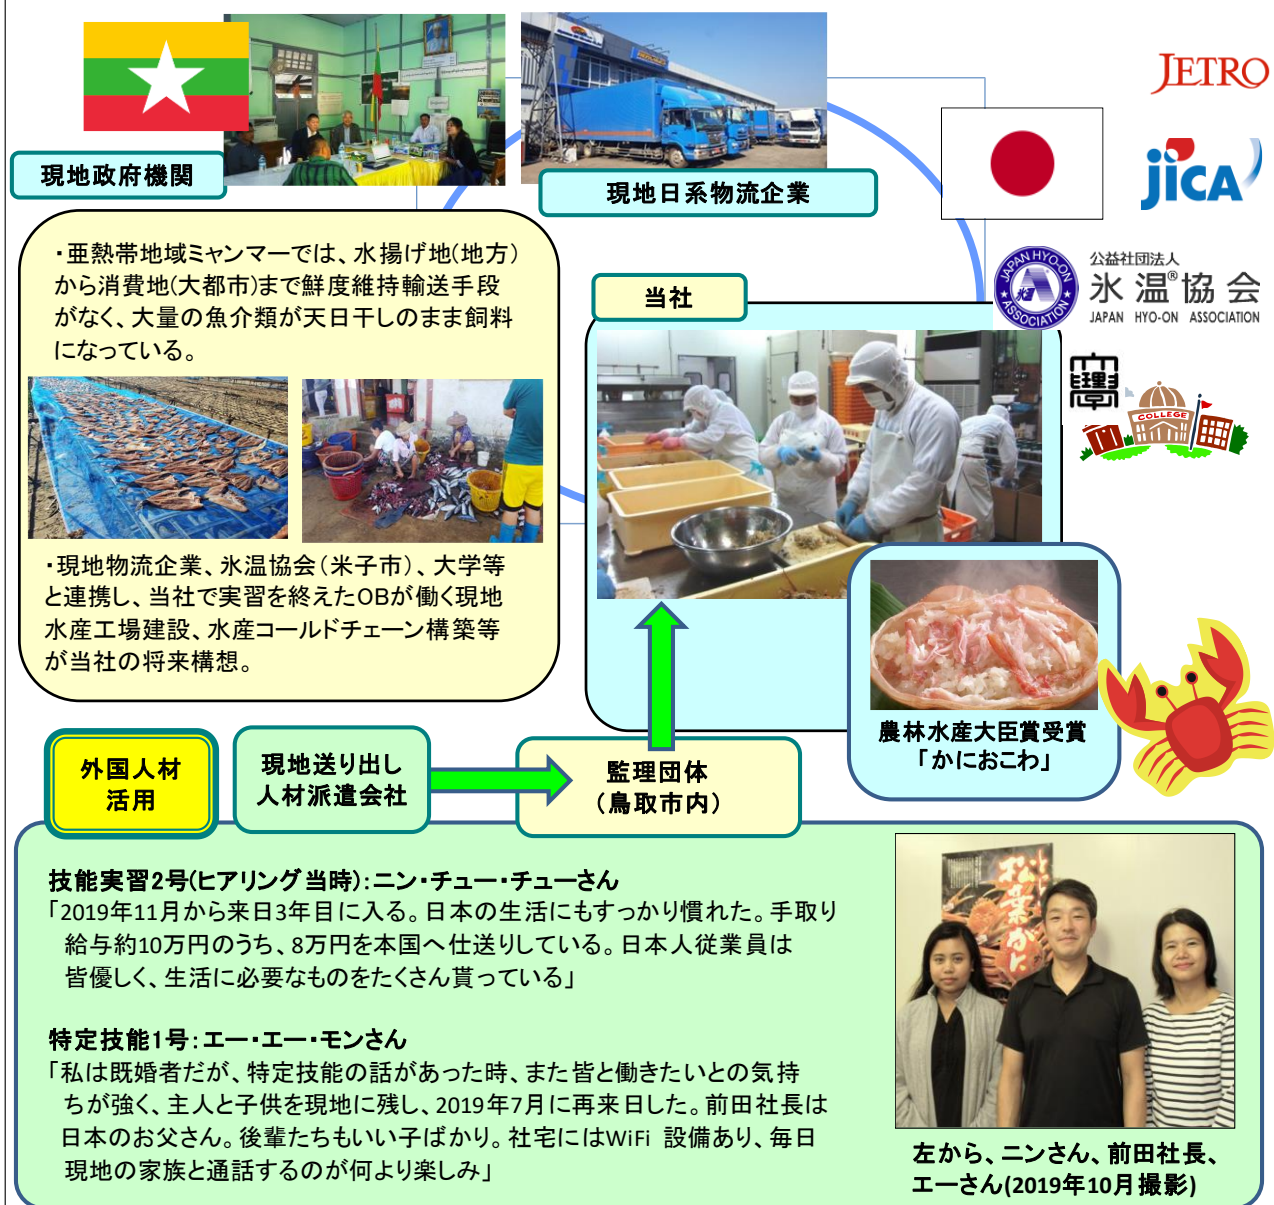 現地政府機関
現地日系物流企業
JETRO
jica
公益社団法人
氷温®協会
JAPAN HYO-ON ASSOCIATION
JAPAN HYO-ON
ASSOCIATION
氷温
大學
COLLEGE
・亜熱帯地域ミャンマーでは、水揚げ地(地方)
から消費地(大都市)まで鮮度維持輸送手段
がなく、大量の魚介類が天日干しのまま飼料
になっている。
・現地物流企業、氷温協会（米子市）、大学等
と連携し、当社で実習を終えたOBが働く現地
水産工場建設、水産コールドチェーン構築等
が当社の将来構想。
当社
農林水産大臣賞受賞
「かにおこわ」
外国人材
活用
現地送り出し
人材派遣会社
監理団体
（鳥取市内）
技能実習2号(ヒアリング当時)：ニン・チュー・チューさん
「2019年11月から来日3年目に入る。日本の生活にもすっかり慣れた。手取り
給与約10万円のうち、8万円を本国へ仕送りしている。日本人従業員は
皆優しく、生活に必要なものをたくさん貰っている」
特定技能1号：エー・エー・モンさん
「私は既婚者だが、特定技能の話があった時、また皆と働きたいとの気持
ちが強く、主人と子供を現地に残し、2019年7月に再来日した。前田社長は
日本のお父さん。後輩たちもいい子ばかり。社宅にはWiFi 設備あり、毎日
現地の家族と通話するのが何より楽しみ」
松葉がに
左から、ニンさん、前田社長、
エーさん(2019年10月撮影)